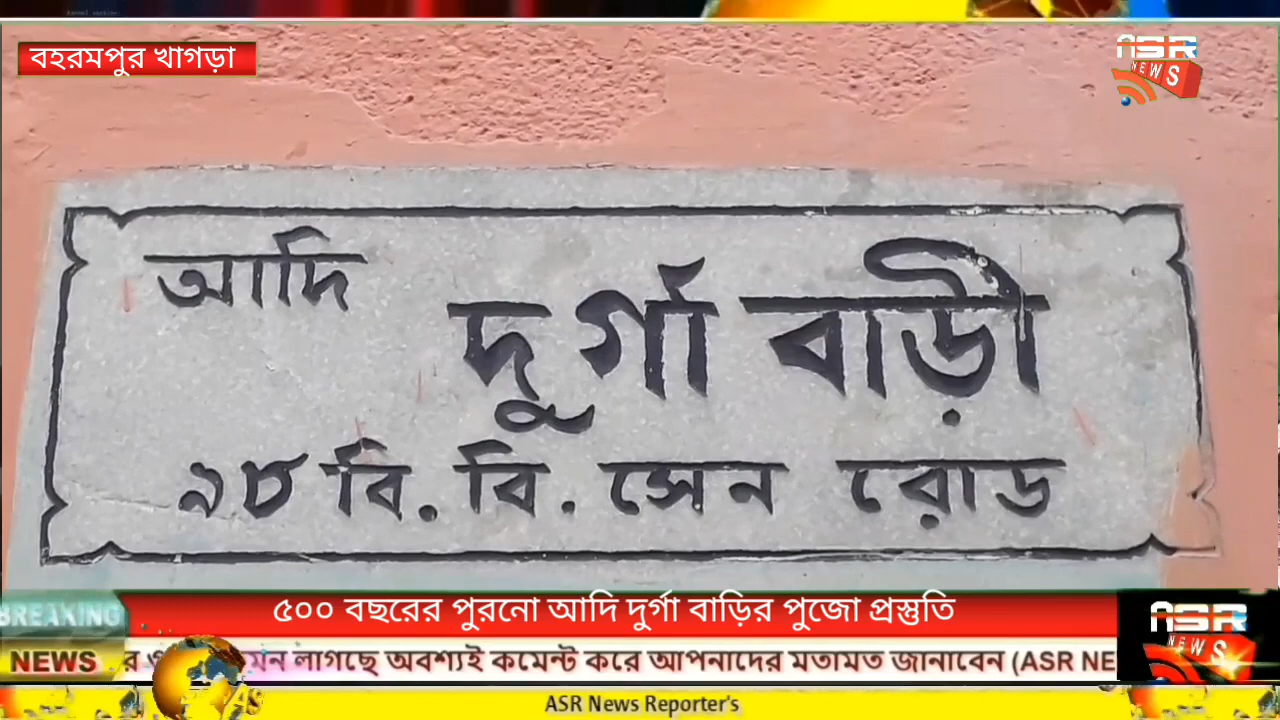 বহরমপুর খাগড়া
ASR
NEWS
আদি
দুর্গা বাড়ী
৯৮ বি. বি. সেন রোড
BREAKING
৫০০ বছরের পুরনো আদি দুর্গা বাড়ির পুজো প্রস্তুতি
ASR
NEWS
NEWS
লাগছে অবশ্যই কমেন্ট করে আপনাদের মতামত জানাবেন (ASR NE
ASR News Reporter's